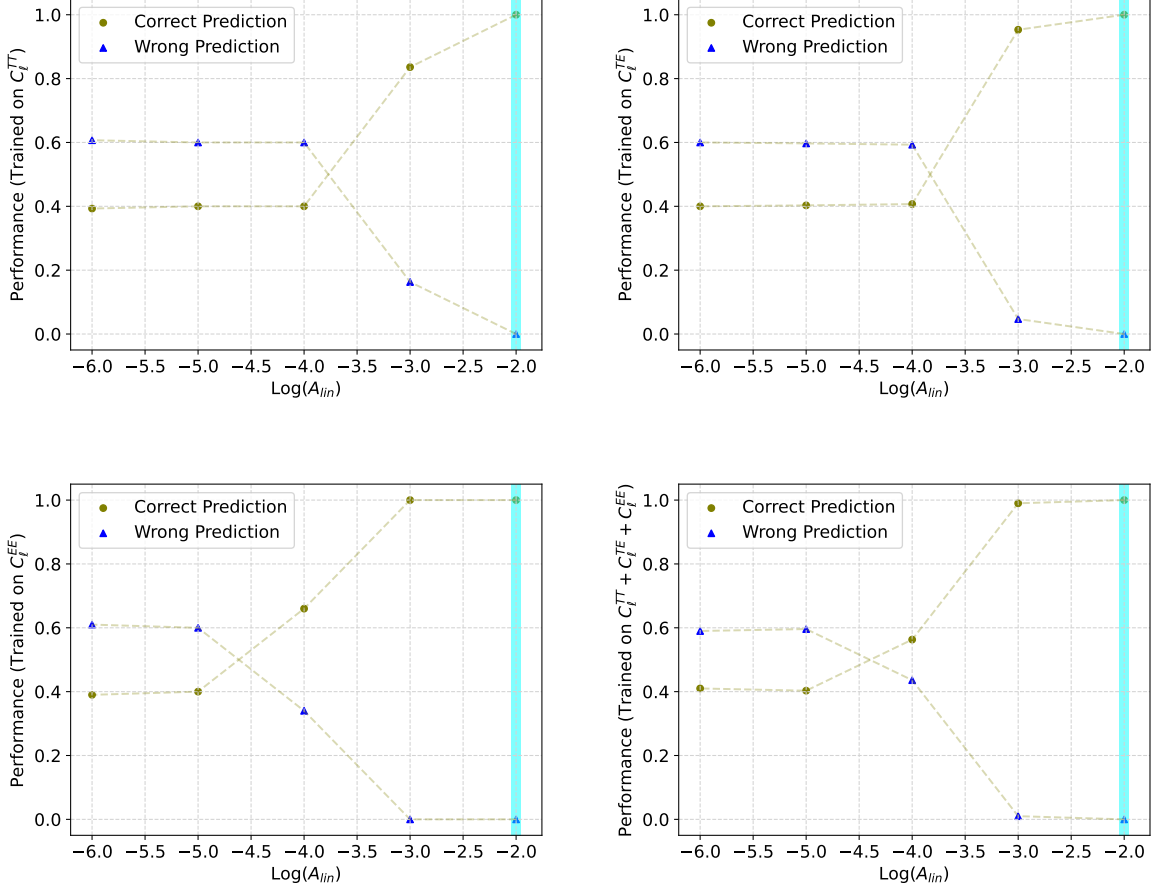 Performance (Trained on $C_\ell^{TT}$)
1.0
0.8
0.6
0.4
0.2
0.0
Correct Prediction
Wrong Prediction
−6.0 −5.5 −5.0 −4.5 −4.0 −3.5 −3.0 −2.5 −2.0
Log($A_{lin}$)
Performance (Trained on $C_\ell^{TE}$)
1.0
0.8
0.6
0.4
0.2
0.0
Correct Prediction
Wrong Prediction
−6.0 −5.5 −5.0 −4.5 −4.0 −3.5 −3.0 −2.5 −2.0
Log($A_{lin}$)
Performance (Trained on $C_\ell^{EE}$)
1.0
0.8
0.6
0.4
0.2
0.0
Correct Prediction
Wrong Prediction
−6.0 −5.5 −5.0 −4.5 −4.0 −3.5 −3.0 −2.5 −2.0
Log($A_{lin}$)
Performance (Trained on $C_\ell^{TT} + C_\ell^{TE} + C_\ell^{EE}$)
1.0
0.8
0.6
0.4
0.2
0.0
Correct Prediction
Wrong Prediction
−6.0 −5.5 −5.0 −4.5 −4.0 −3.5 −3.0 −2.5 −2.0
Log($A_{lin}$)